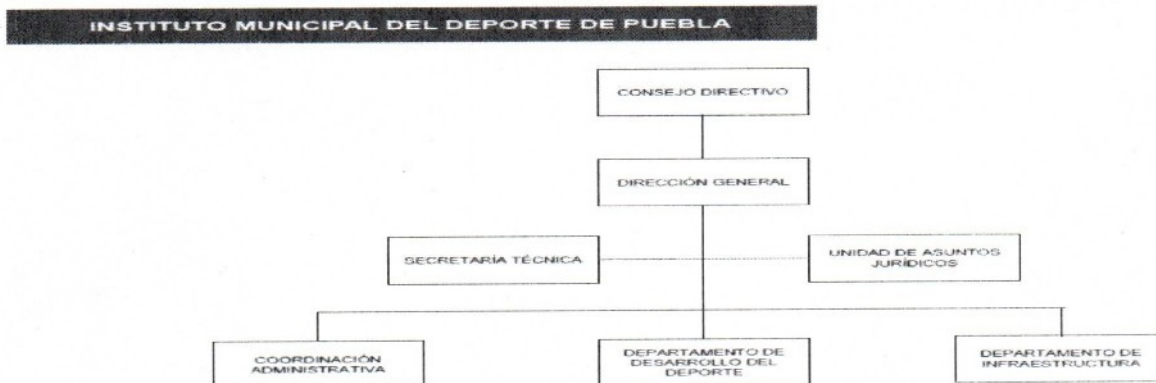 INSTITUTO MUNICIPAL DEL DEPORTE DE PUEBLA
CONSEJO DIRECTIVO
DIRECCIÓN GENERAL
SECRETARÍA TÉCNICA
UNIDAD DE ASUNTOS
JURÍDICOS
COORDINACIÓN
ADMINISTRATIVA
DEPARTAMENTO DE
DESARROLLO DEL
DEPORTE
DEPARTAMENTO DE
INFRAESTRUCTURA